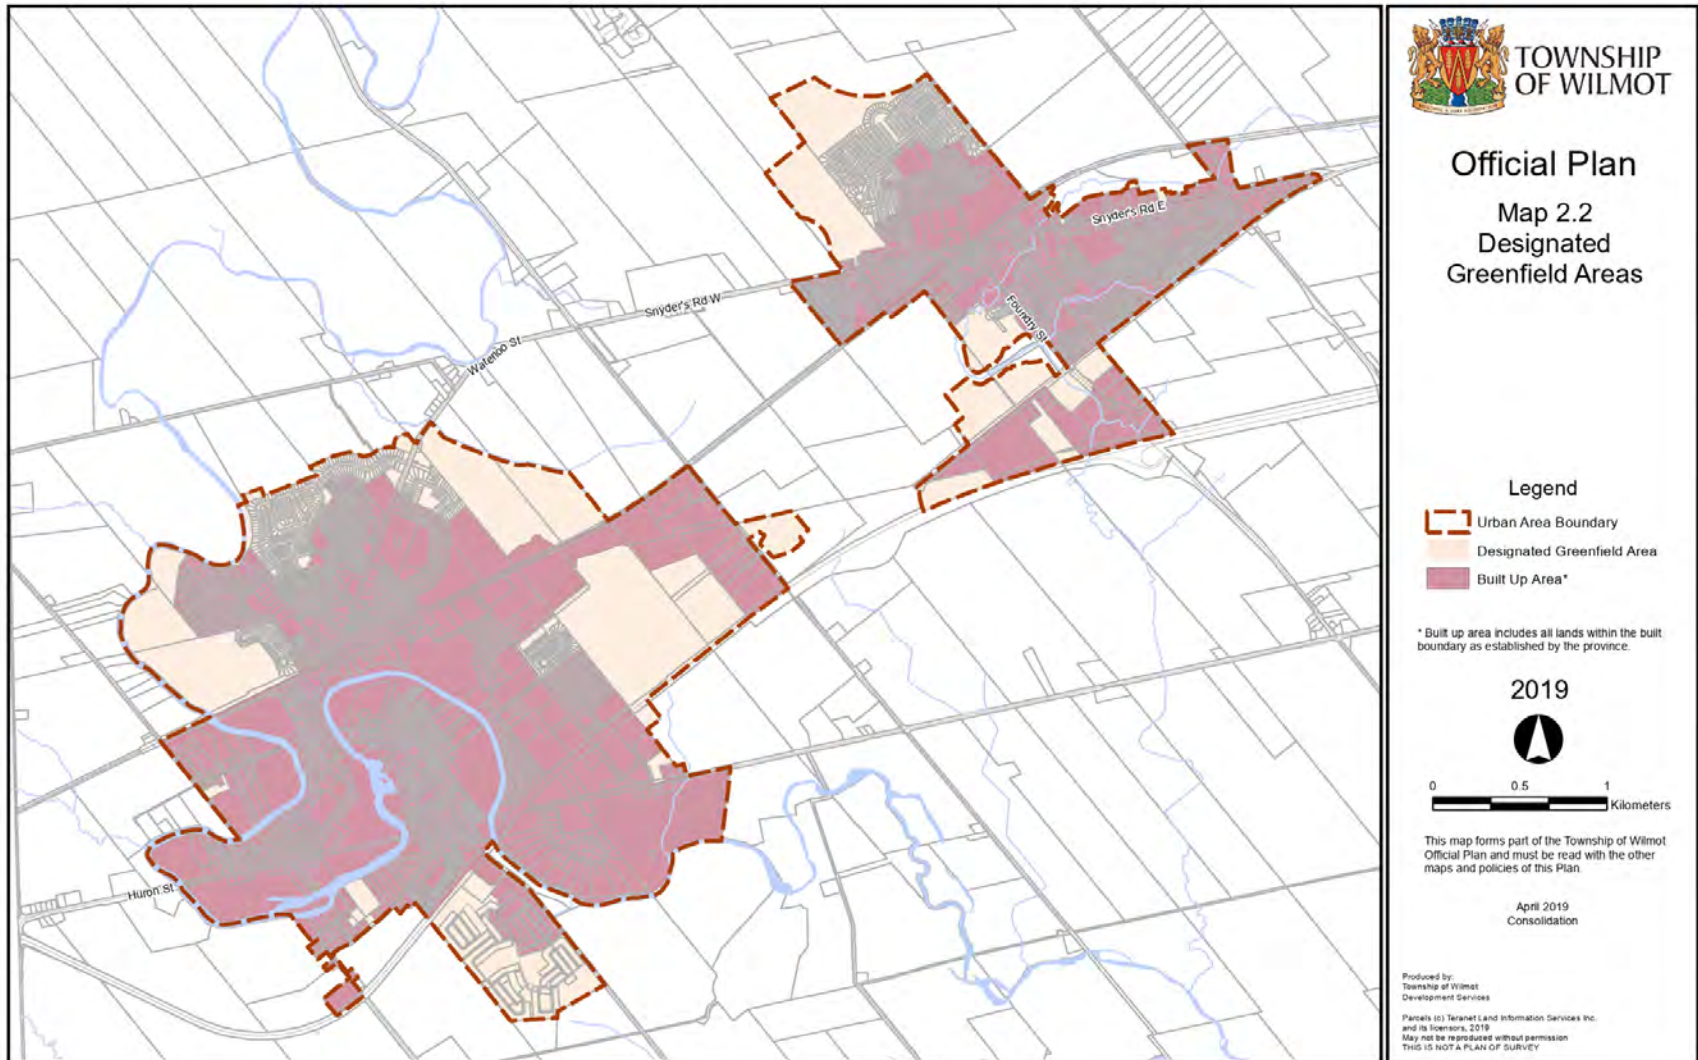 TOWNSHIP
OF WILMOT
Official Plan
Map 2.2
Designated
Greenfield Areas
Snyder's Rd E
Foundry St
Snyder's Rd W
Waterloo St
Huron St
Legend
Urban Area Boundary
Designated Greenfield Area
Built Up Area*
* Built up area includes all lands within the built
boundary as established by the province.
2019
0 0.5 1
Kilometers
This map forms part of the Township of Wilmot
Official Plan and must be read with the other
maps and policies of this Plan.
April 2019
Consolidation
Produced by:
Township of Wilmot
Development Services
Parcels (c) Teranet Land Information Services Inc.
and its licensors, 2019
May not be reproduced without permission
THIS IS NOT A PLAN OF SURVEY